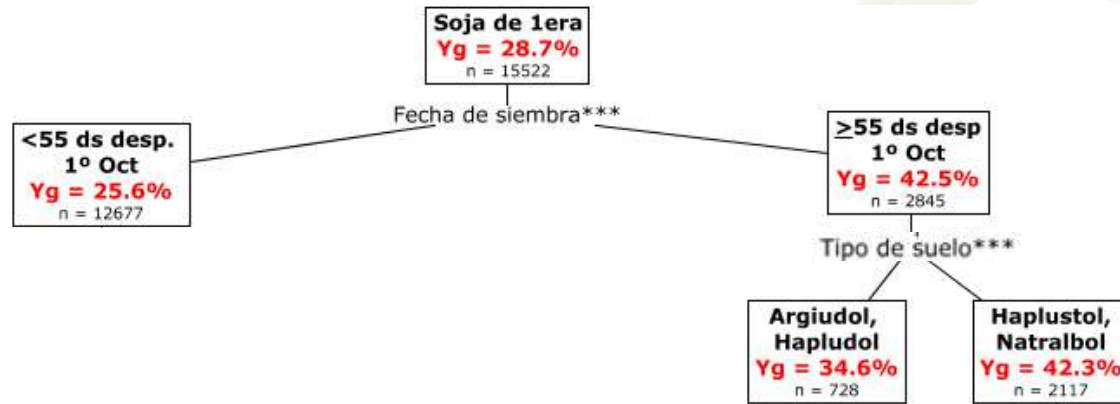 Soja de 1era
Yg = 28.7%
n = 15522
Fecha de siembra***
<55 ds desp.
1º Oct
Yg = 25.6%
n = 12677
≥55 ds desp
1º Oct
Yg = 42.5%
n = 2845
Tipo de suelo***
Argiudol,
Hapludol
Yg = 34.6%
n = 728
Haplustol,
Natralbol
Yg = 42.3%
n = 2117